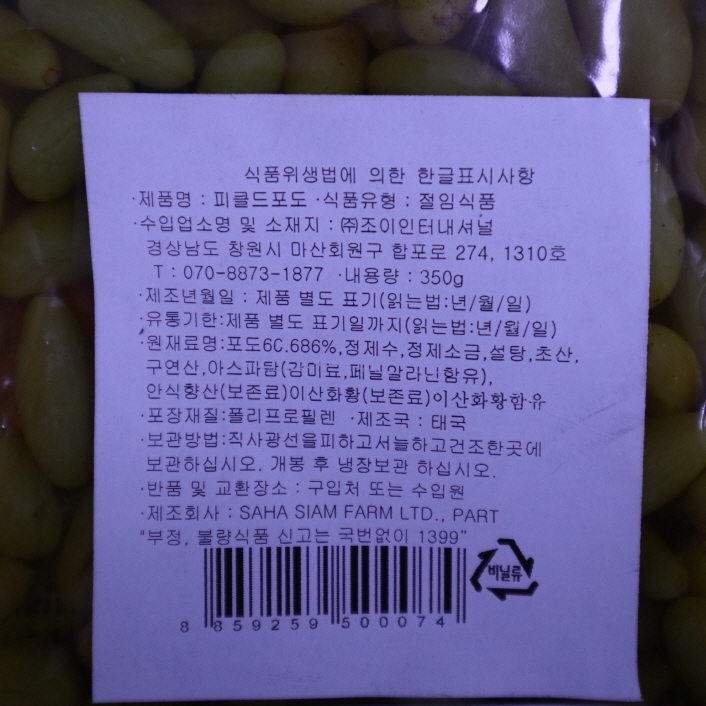 식품위생법에 의한 한글표시사항
·제품명 : 피클드포도 ·식품유형 : 절임식품
·수입업소명 및 소재지 : ㈜조이인터내셔널
경상남도 창원시 마산회원구 합포로 274, 1310호
T : 070-8873-1877 ·내용량 : 350g
·제조년월일 : 제품 별도 표기(읽는법:년/월/일)
·유통기한:제품 별도 표기일까지(읽는법:년/월/일)
·원재료명:포도60.686%,정제수,정제소금,설탕,초산,
구연산,아스파탐(감미료,페닐알라닌함유),
안식향산(보존료)이산화황(보존료)이산화황함유
·포장재질:폴리프로필렌 ·제조국 : 태국
·보관방법:직사광선을피하고서늘하고건조한곳에
보관하십시오. 개봉 후 냉장보관 하십시오.
·반품 및 교환장소 : 구입처 또는 수입원
·제조회사 : SAHA SIAM FARM LTD., PART
"부정, 불량식품 신고는 국번없이 1399"
비닐류
8 859259 500074